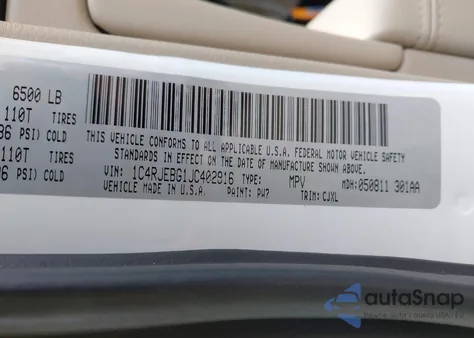 6500 LB
110T TIRES
36 PSI) COLD
110T TIRES
PSI) COLD
THIS VEHICLE CONFORMS TO ALL APPLICABLE U.S.A. FEDERAL MOTOR VEHICLE SAFETY
STANDARDS IN EFFECT ON THE DATE OF MANUFACTURE SHOWN ABOVE.
VIN: 1C4RJEBG1JC402916 TYPE: MPV MDH:050811 301AA
VEHICLE MADE IN U.S.A. PAINT: PW7 TRIM: CJXL
autaSnap